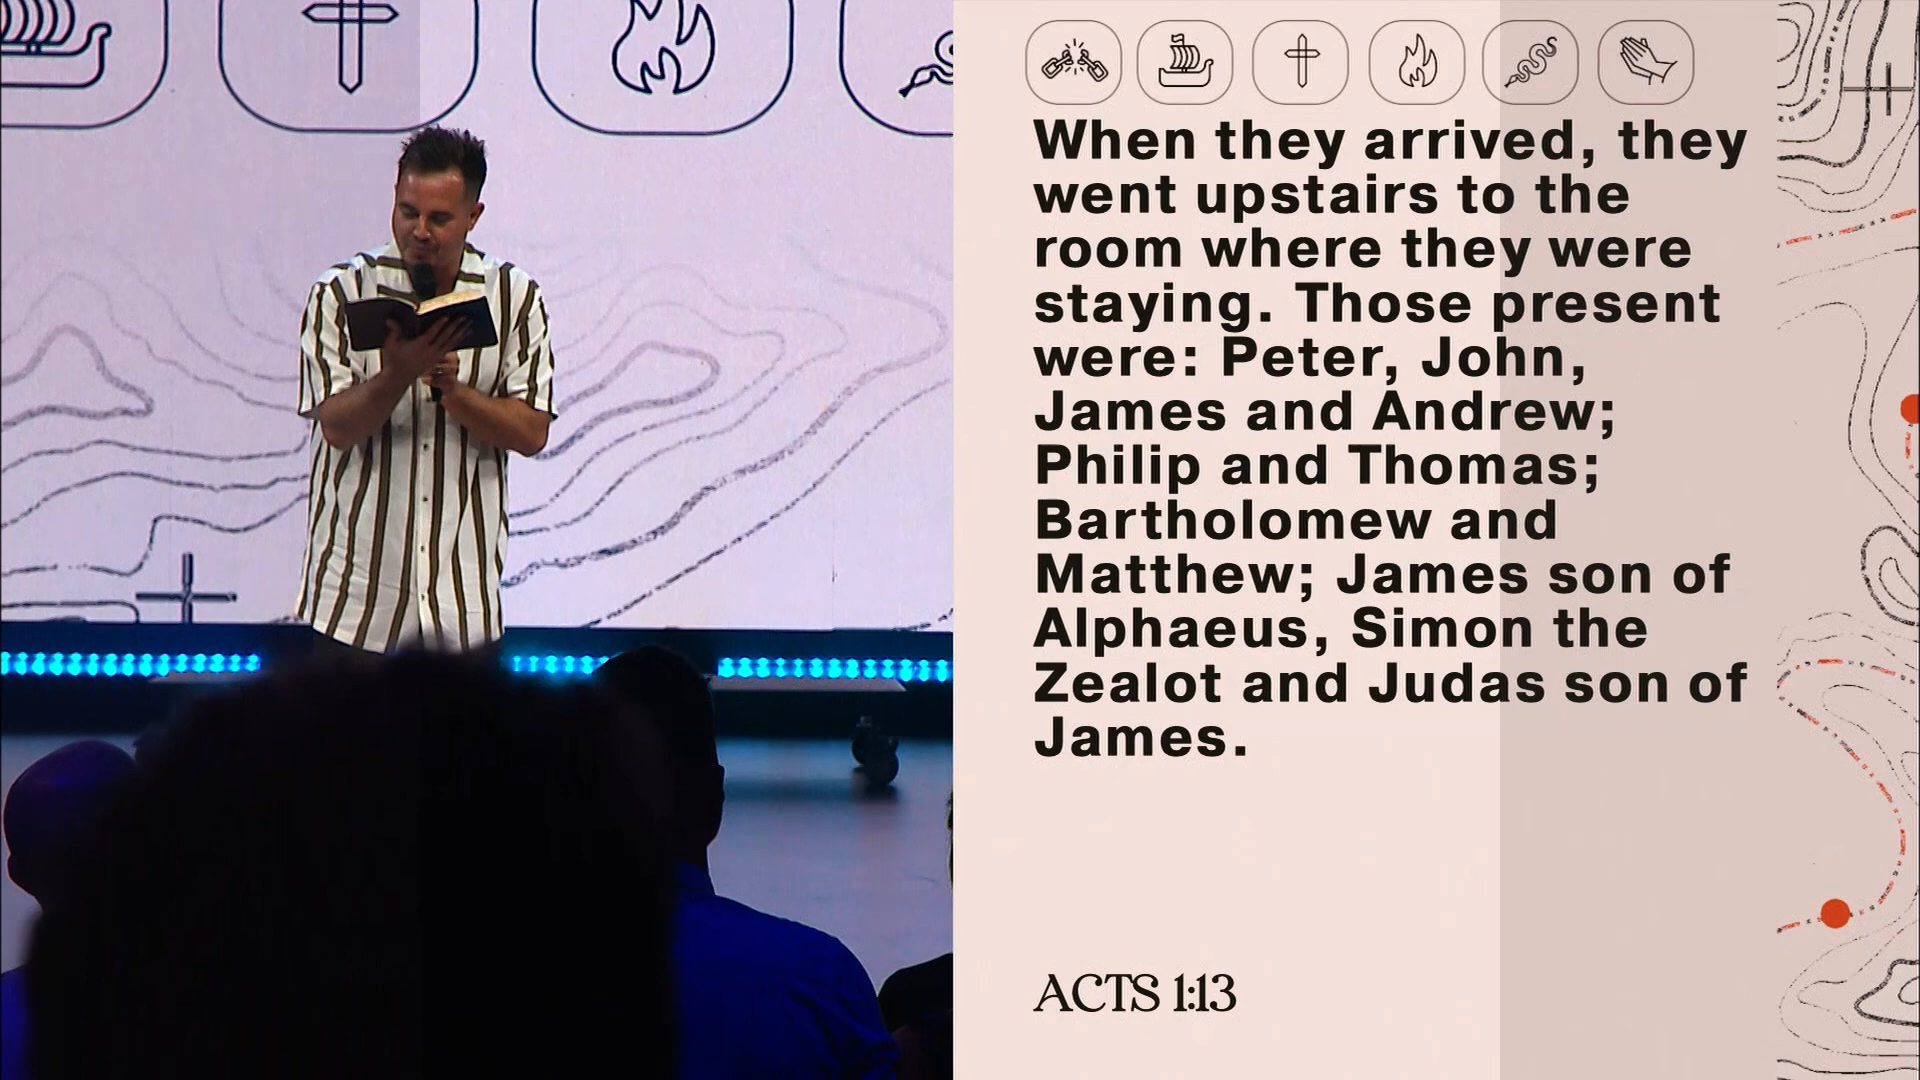 When they arrived, they
went upstairs to the
room where they were
staying. Those present
were: Peter, John,
James and Andrew;
Philip and Thomas;
Bartholomew and
Matthew; James son of
Alphaeus, Simon the
Zealot and Judas son of
James.
ACTS 1:13